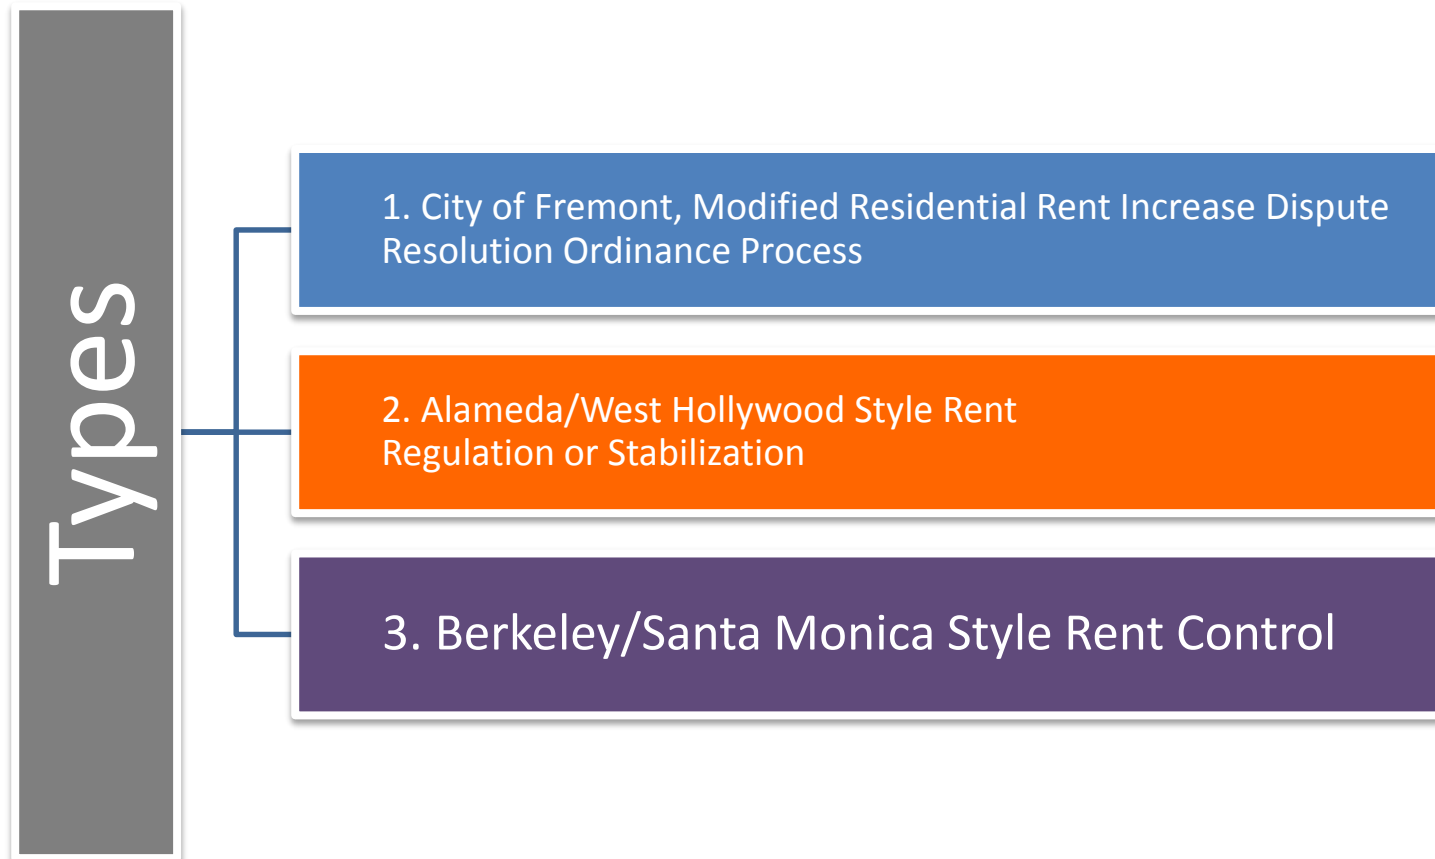 Types
1. City of Fremont, Modified Residential Rent Increase Dispute
Resolution Ordinance Process
2. Alameda/West Hollywood Style Rent
Regulation or Stabilization
3. Berkeley/Santa Monica Style Rent Control